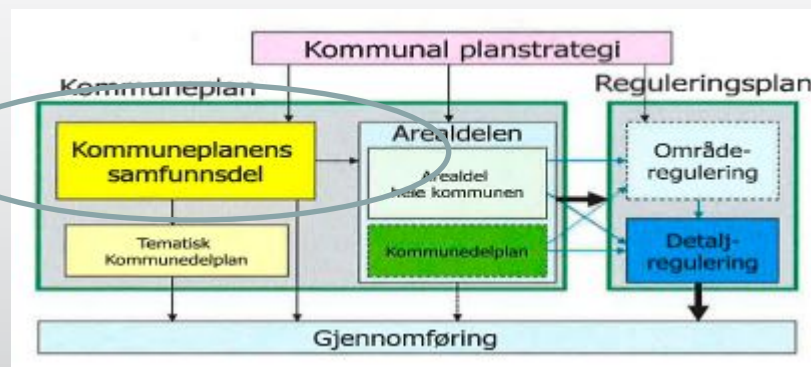 Kommunal planstrategi
Kommuneplan
Reguleringsplan
Kommuneplanens
samfunnsdel
Tematisk
Kommunedelplan
Arealdelen
Arealdel
hele kommunen
Kommunedelplan
Område-
regulering
Detalj-
regulering
Gjennomføring